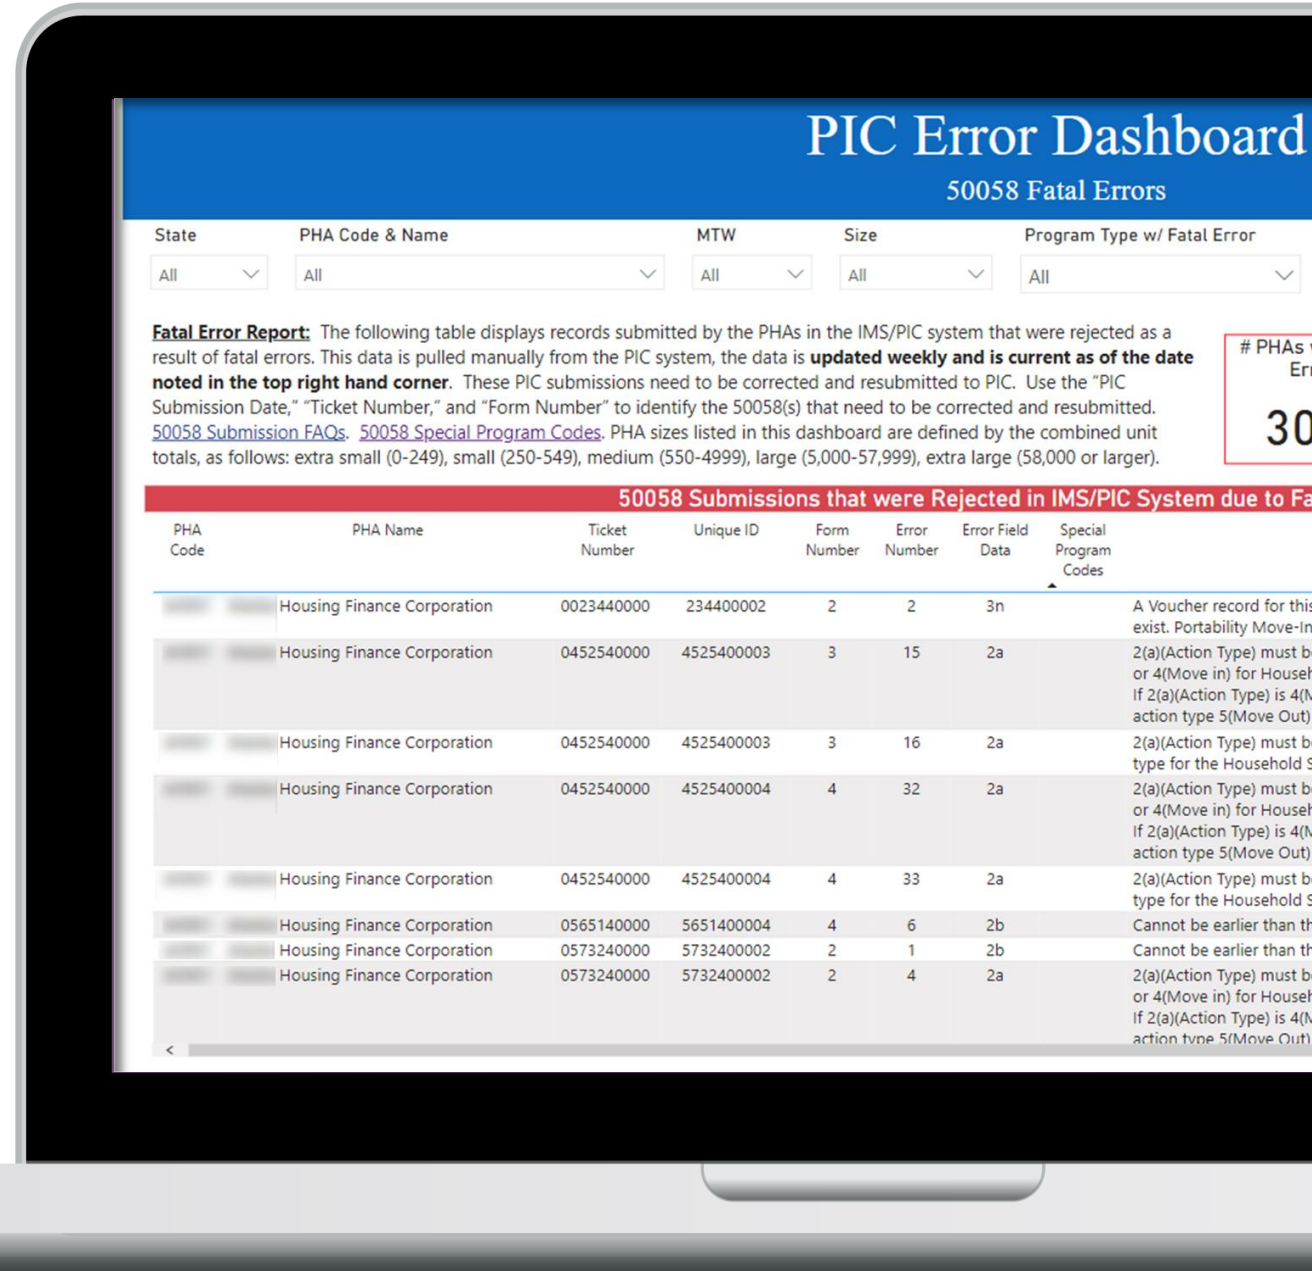 PIC Error Dashboard
50058 Fatal Errors
State PHA Code & Name MTW Size Program Type w/ Fatal Error
All All All All All
Fatal Error Report: The following table displays records submitted by the PHAs in the IMS/PIC system that were rejected as a
result of fatal errors. This data is pulled manually from the PIC system, the data is updated weekly and is current as of the date
noted in the top right hand corner. These PIC submissions need to be corrected and resubmitted to PIC. Use the “PIC
Submission Date,” “Ticket Number,” and “Form Number” to identify the 50058(s) that need to be corrected and resubmitted.
50058 Submission FAQs. 50058 Special Program Codes. PHA sizes listed in this dashboard are defined by the combined unit
totals, as follows: extra small (0-249), small (250-549), medium (550-4999), large (5,000-57,999), extra large (58,000 or larger).
# PHAs
Er
30
50058 Submissions that were Rejected in IMS/PIC System due to Fa
PHA Code PHA Name Ticket Number Unique ID Form Number Error Number Error Field Data Special Program Codes
Housing Finance Corporation 0023440000 234400002 2 2 3n A Voucher record for this
exist. Portability Move-In
Housing Finance Corporation 0452540000 4525400003 3 15 2a 2(a)(Action Type) must b
or 4(Move in) for Househ
If 2(a)(Action Type) is 4(M
action type 5(Move Out)
Housing Finance Corporation 0452540000 4525400003 3 16 2a 2(a)(Action Type) must b
type for the Household S
Housing Finance Corporation 0452540000 4525400004 4 32 2a 2(a)(Action Type) must b
or 4(Move in) for Househ
If 2(a)(Action Type) is 4(M
action type 5(Move Out)
Housing Finance Corporation 0452540000 4525400004 4 33 2a 2(a)(Action Type) must b
type for the Household S
Housing Finance Corporation 0565140000 5651400004 4 6 2b Cannot be earlier than th
Housing Finance Corporation 0573240000 5732400002 2 1 2b Cannot be earlier than th
Housing Finance Corporation 0573240000 5732400002 2 4 2a 2(a)(Action Type) must b
or 4(Move in) for Househ
If 2(a)(Action Type) is 4(M
action type 5(Move Out)